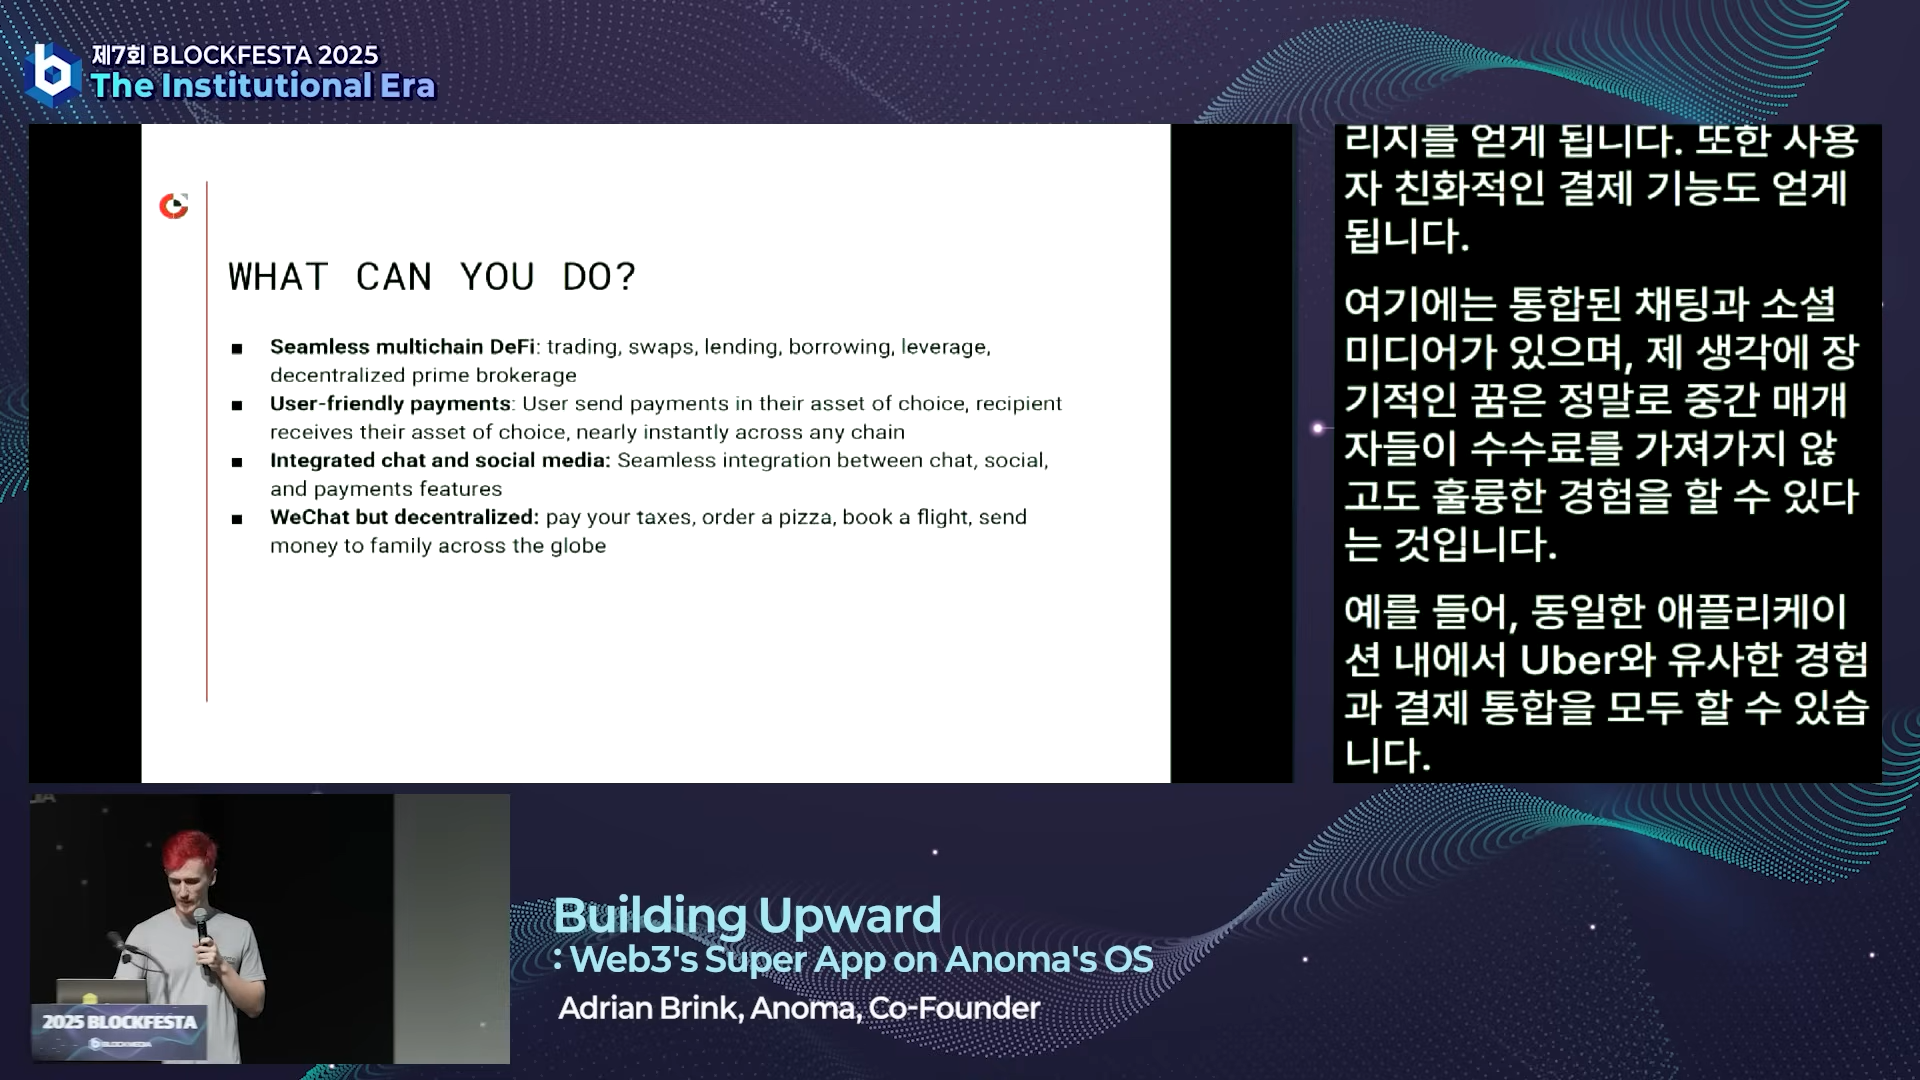 제7회 BLOCKFESTA 2025
The Institutional Era
WHAT CAN YOU DO?
■ Seamless multichain DeFi: trading, swaps, lending, borrowing, leverage,
decentralized prime brokerage
■ User-friendly payments: User send payments in their asset of choice, recipient
receives their asset of choice, nearly instantly across any chain
■ Integrated chat and social media: Seamless integration between chat, social,
and payments features
■ WeChat but decentralized: pay your taxes, order a pizza, book a flight, send
money to family across the globe
리지를 얻게 됩니다. 또한 사용
자 친화적인 결제 기능도 얻게
됩니다.
여기에는 통합된 채팅과 소셜
미디어가 있으며, 제 생각에 장
기적인 꿈은 정말로 중간 매개
자들이 수수료를 가져가지 않
고도 훌륭한 경험을 할 수 있다
는 것입니다.
예를 들어, 동일한 애플리케이
션 내에서 Uber와 유사한 경험
과 결제 통합을 모두 할 수 있습
니다.
2025 BLOCKFESTA
Building Upward
: Web3's Super App on Anoma's OS
Adrian Brink, Anoma, Co-Founder